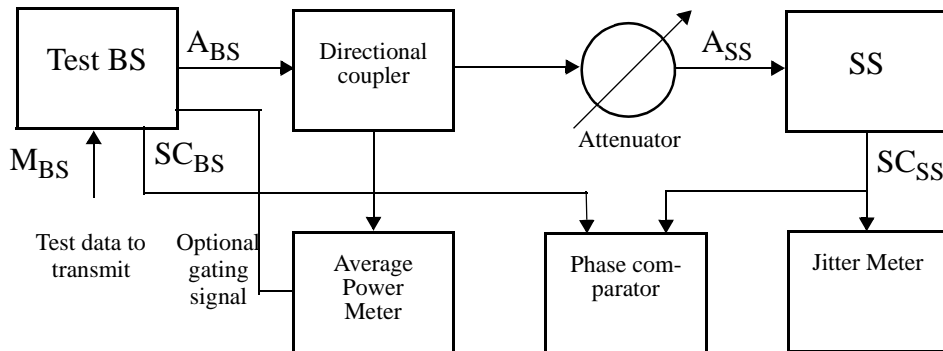 Test BS
A_BS
Directional
coupler
A_SS
SS
Attenuator
M_BS
SC_BS
SC_SS
Test data to
transmit
Optional
gating
signal
Average
Power
Meter
Phase com-
parator
Jitter Meter